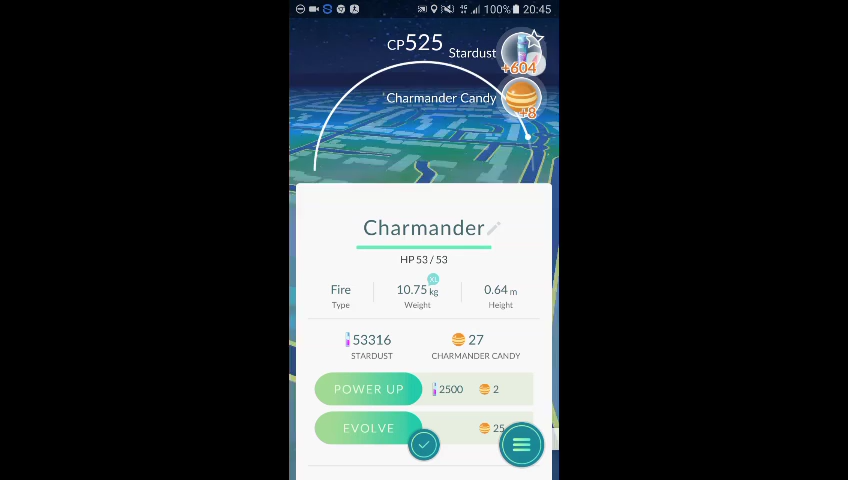 100% 20:45
CP525
Stardust
+604
Charmander Candy
+8
Charmander
HP 53 / 53
XL
Fire 10.75 kg 0.64 m
Type Weight Height
53316 27
STARDUST CHARMANDER CANDY
POWER UP 2500 2
EVOLVE 25